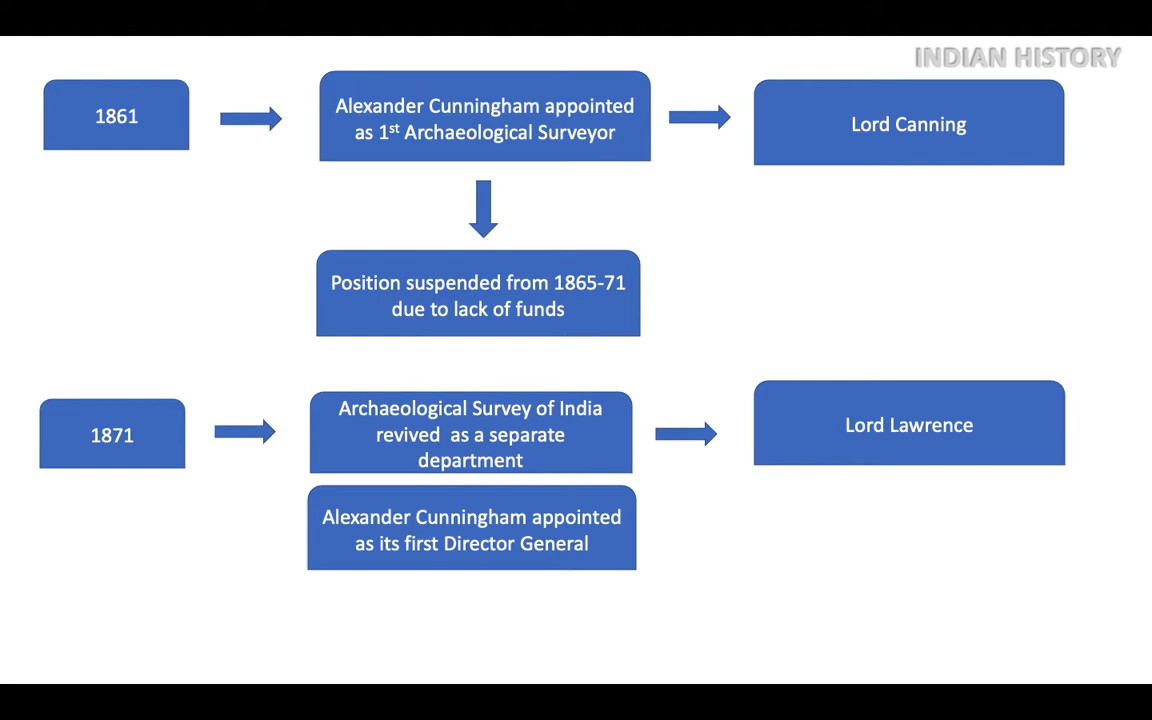 INDIAN HISTORY
1861
Alexander Cunningham appointed
as 1st Archaeological Surveyor
Lord Canning
Position suspended from 1865-71
due to lack of funds
1871
Archaeological Survey of India
revived as a separate
department
Lord Lawrence
Alexander Cunningham appointed
as its first Director General